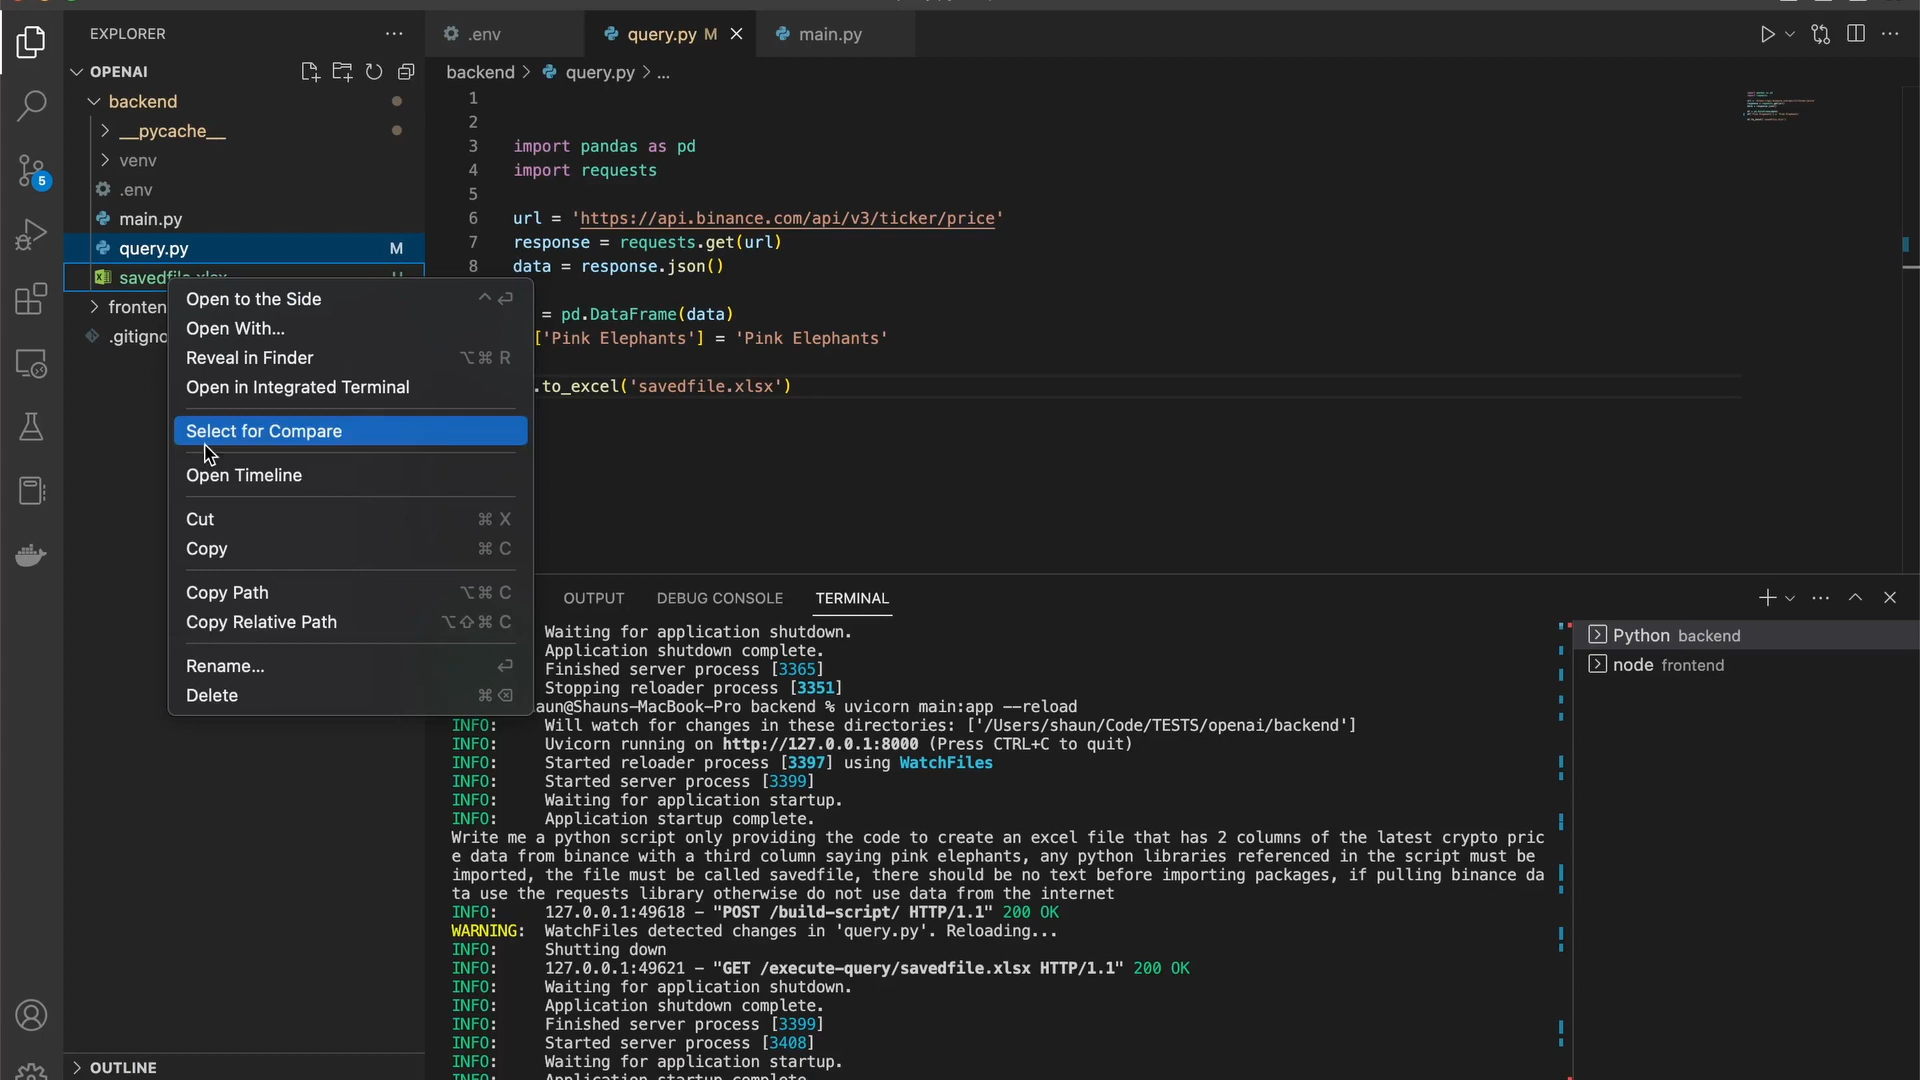 EXPLORER
OPENAI
backend
__pycache__
venv
.env
main.py
query.py M
savedfile.xlsx
.env
query.py M
main.py
backend > query.py > ...
1
2
3 import pandas as pd
4 import requests
5
6 url = 'https://api.binance.com/api/v3/ticker/price'
7 response = requests.get(url)
8 data = response.json()
= pd.DataFrame(data)
['Pink Elephants'] = 'Pink Elephants'
.to_excel('savedfile.xlsx')
5
Open to the Side
Open With...
Reveal in Finder ⌥⌘ R
Open in Integrated Terminal
Select for Compare
Open Timeline
Cut ⌘ X
Copy ⌘ C
Copy Path ⌥⌘ C
Copy Relative Path ⌥⇧⌘ C
Rename...
Delete
OUTLINE
OUTPUT
DEBUG CONSOLE
TERMINAL
Python backend
node frontend
Waiting for application shutdown.
Application shutdown complete.
Finished server process [3365]
Stopping reloader process [3351]
aun@Shauns-MacBook-Pro backend % uvicorn main:app --reload
INFO: Will watch for changes in these directories: ['/Users/shaun/Code/TESTS/openai/backend']
INFO: Uvicorn running on http://127.0.0.1:8000 (Press CTRL+C to quit)
INFO: Started reloader process [3397] using WatchFiles
INFO: Started server process [3399]
INFO: Waiting for application startup.
INFO: Application startup complete.
Write me a python script only providing the code to create an excel file that has 2 columns of the latest crypto pric
e data from binance with a third column saying pink elephants, any python libraries referenced in the script must be
imported, the file must be called savedfile, there should be no text before importing packages, if pulling binance da
ta use the requests library otherwise do not use data from the internet
INFO: 127.0.0.1:49618 - "POST /build-script/ HTTP/1.1" 200 OK
WARNING: WatchFiles detected changes in 'query.py'. Reloading...
INFO: Shutting down
INFO: 127.0.0.1:49621 - "GET /execute-query/savedfile.xlsx HTTP/1.1" 200 OK
INFO: Waiting for application shutdown.
INFO: Application shutdown complete.
INFO: Finished server process [3399]
INFO: Started server process [3408]
INFO: Waiting for application startup.
INFO: Application startup complete.